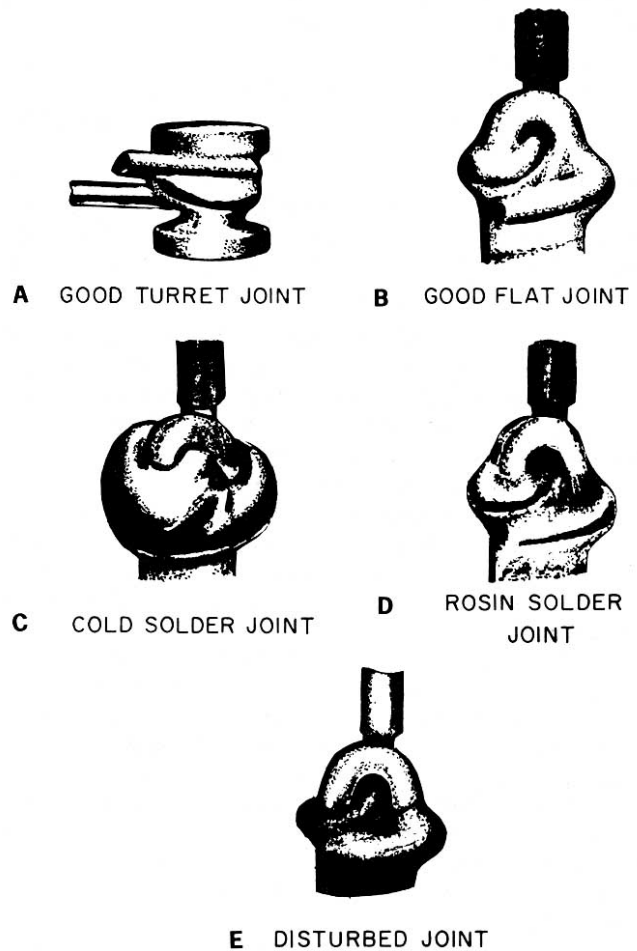 A GOOD TURRET JOINT
B GOOD FLAT JOINT
C COLD SOLDER JOINT
D ROSIN SOLDER
JOINT
E DISTURBED JOINT